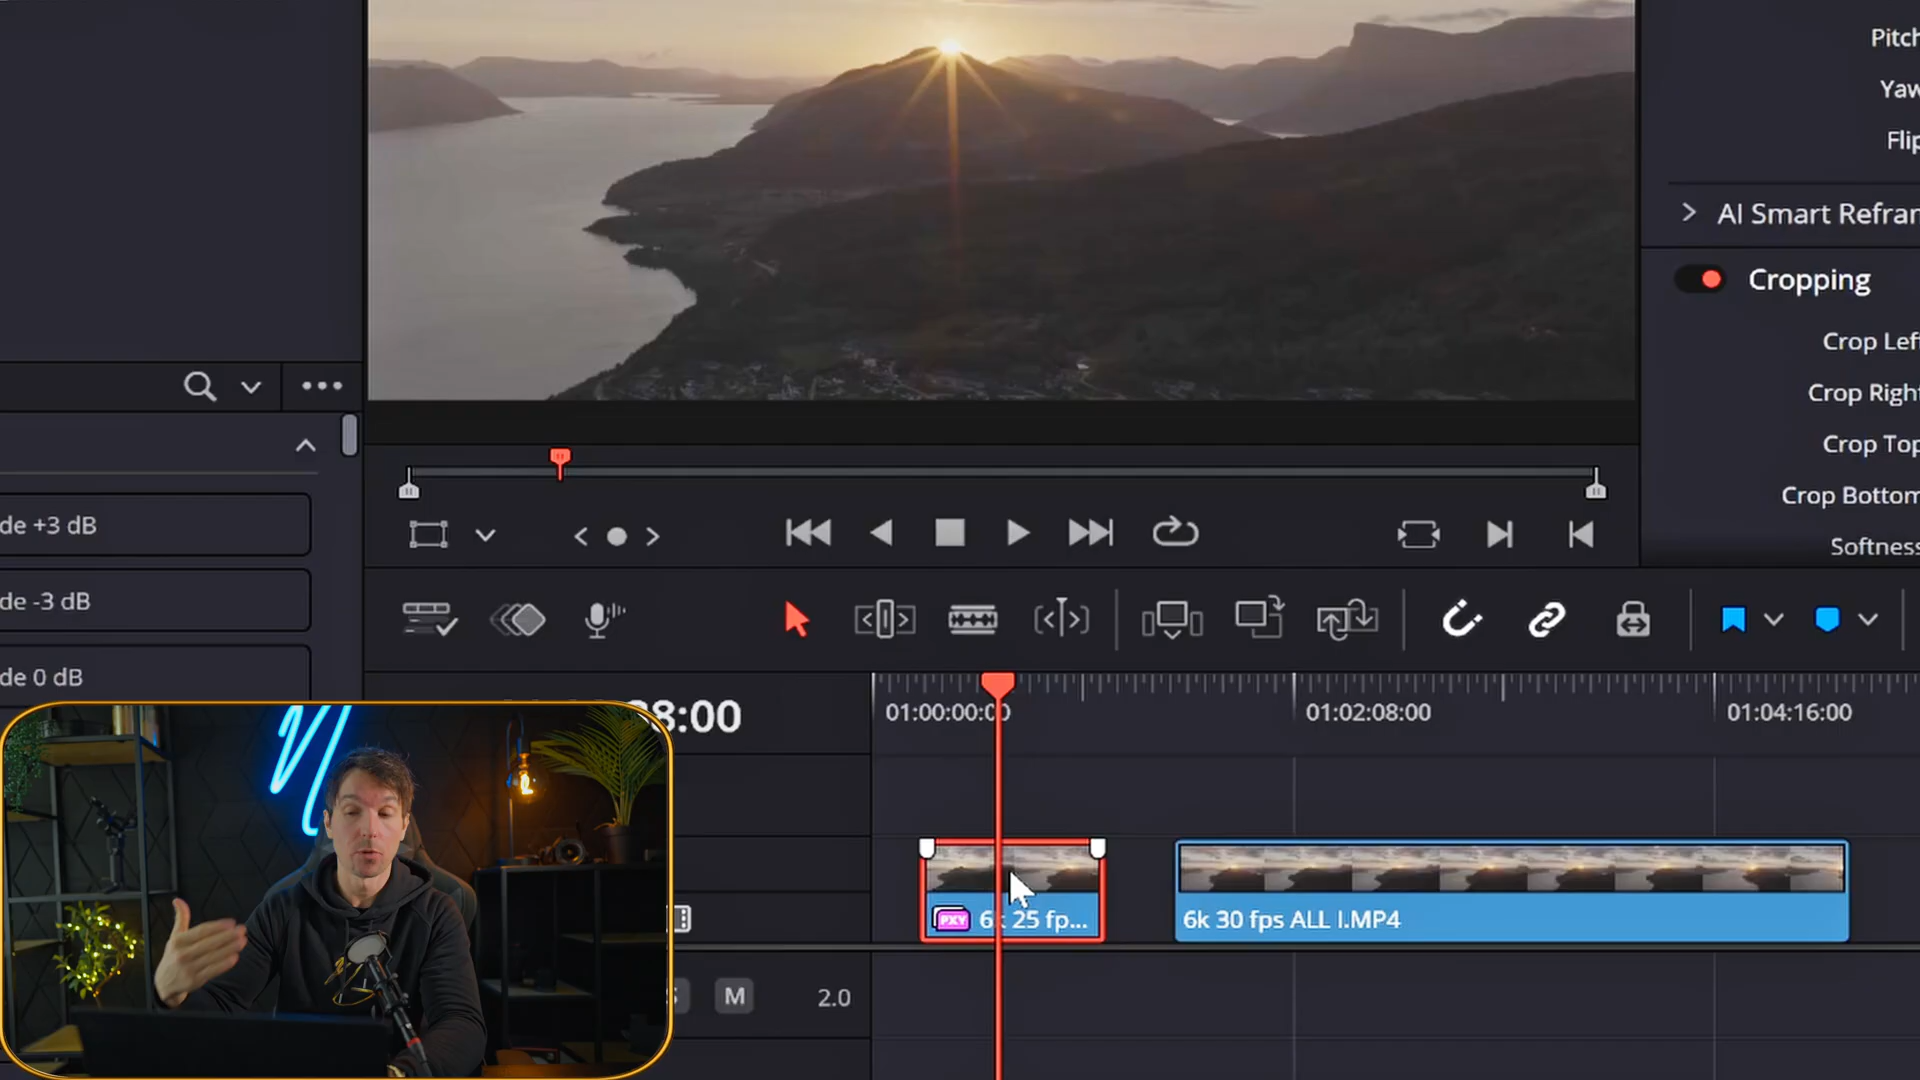 Pitch
Yaw
Flip
AI Smart Refram
Cropping
Crop Left
Crop Right
Crop Top
Crop Bottom
Softness
de +3 dB
de -3 dB
de 0 dB
8:00
01:00:00:00
01:02:08:00
01:04:16:00
PXY
6k 25 fp...
6k 30 fps ALL I.MP4
S
M
2.0